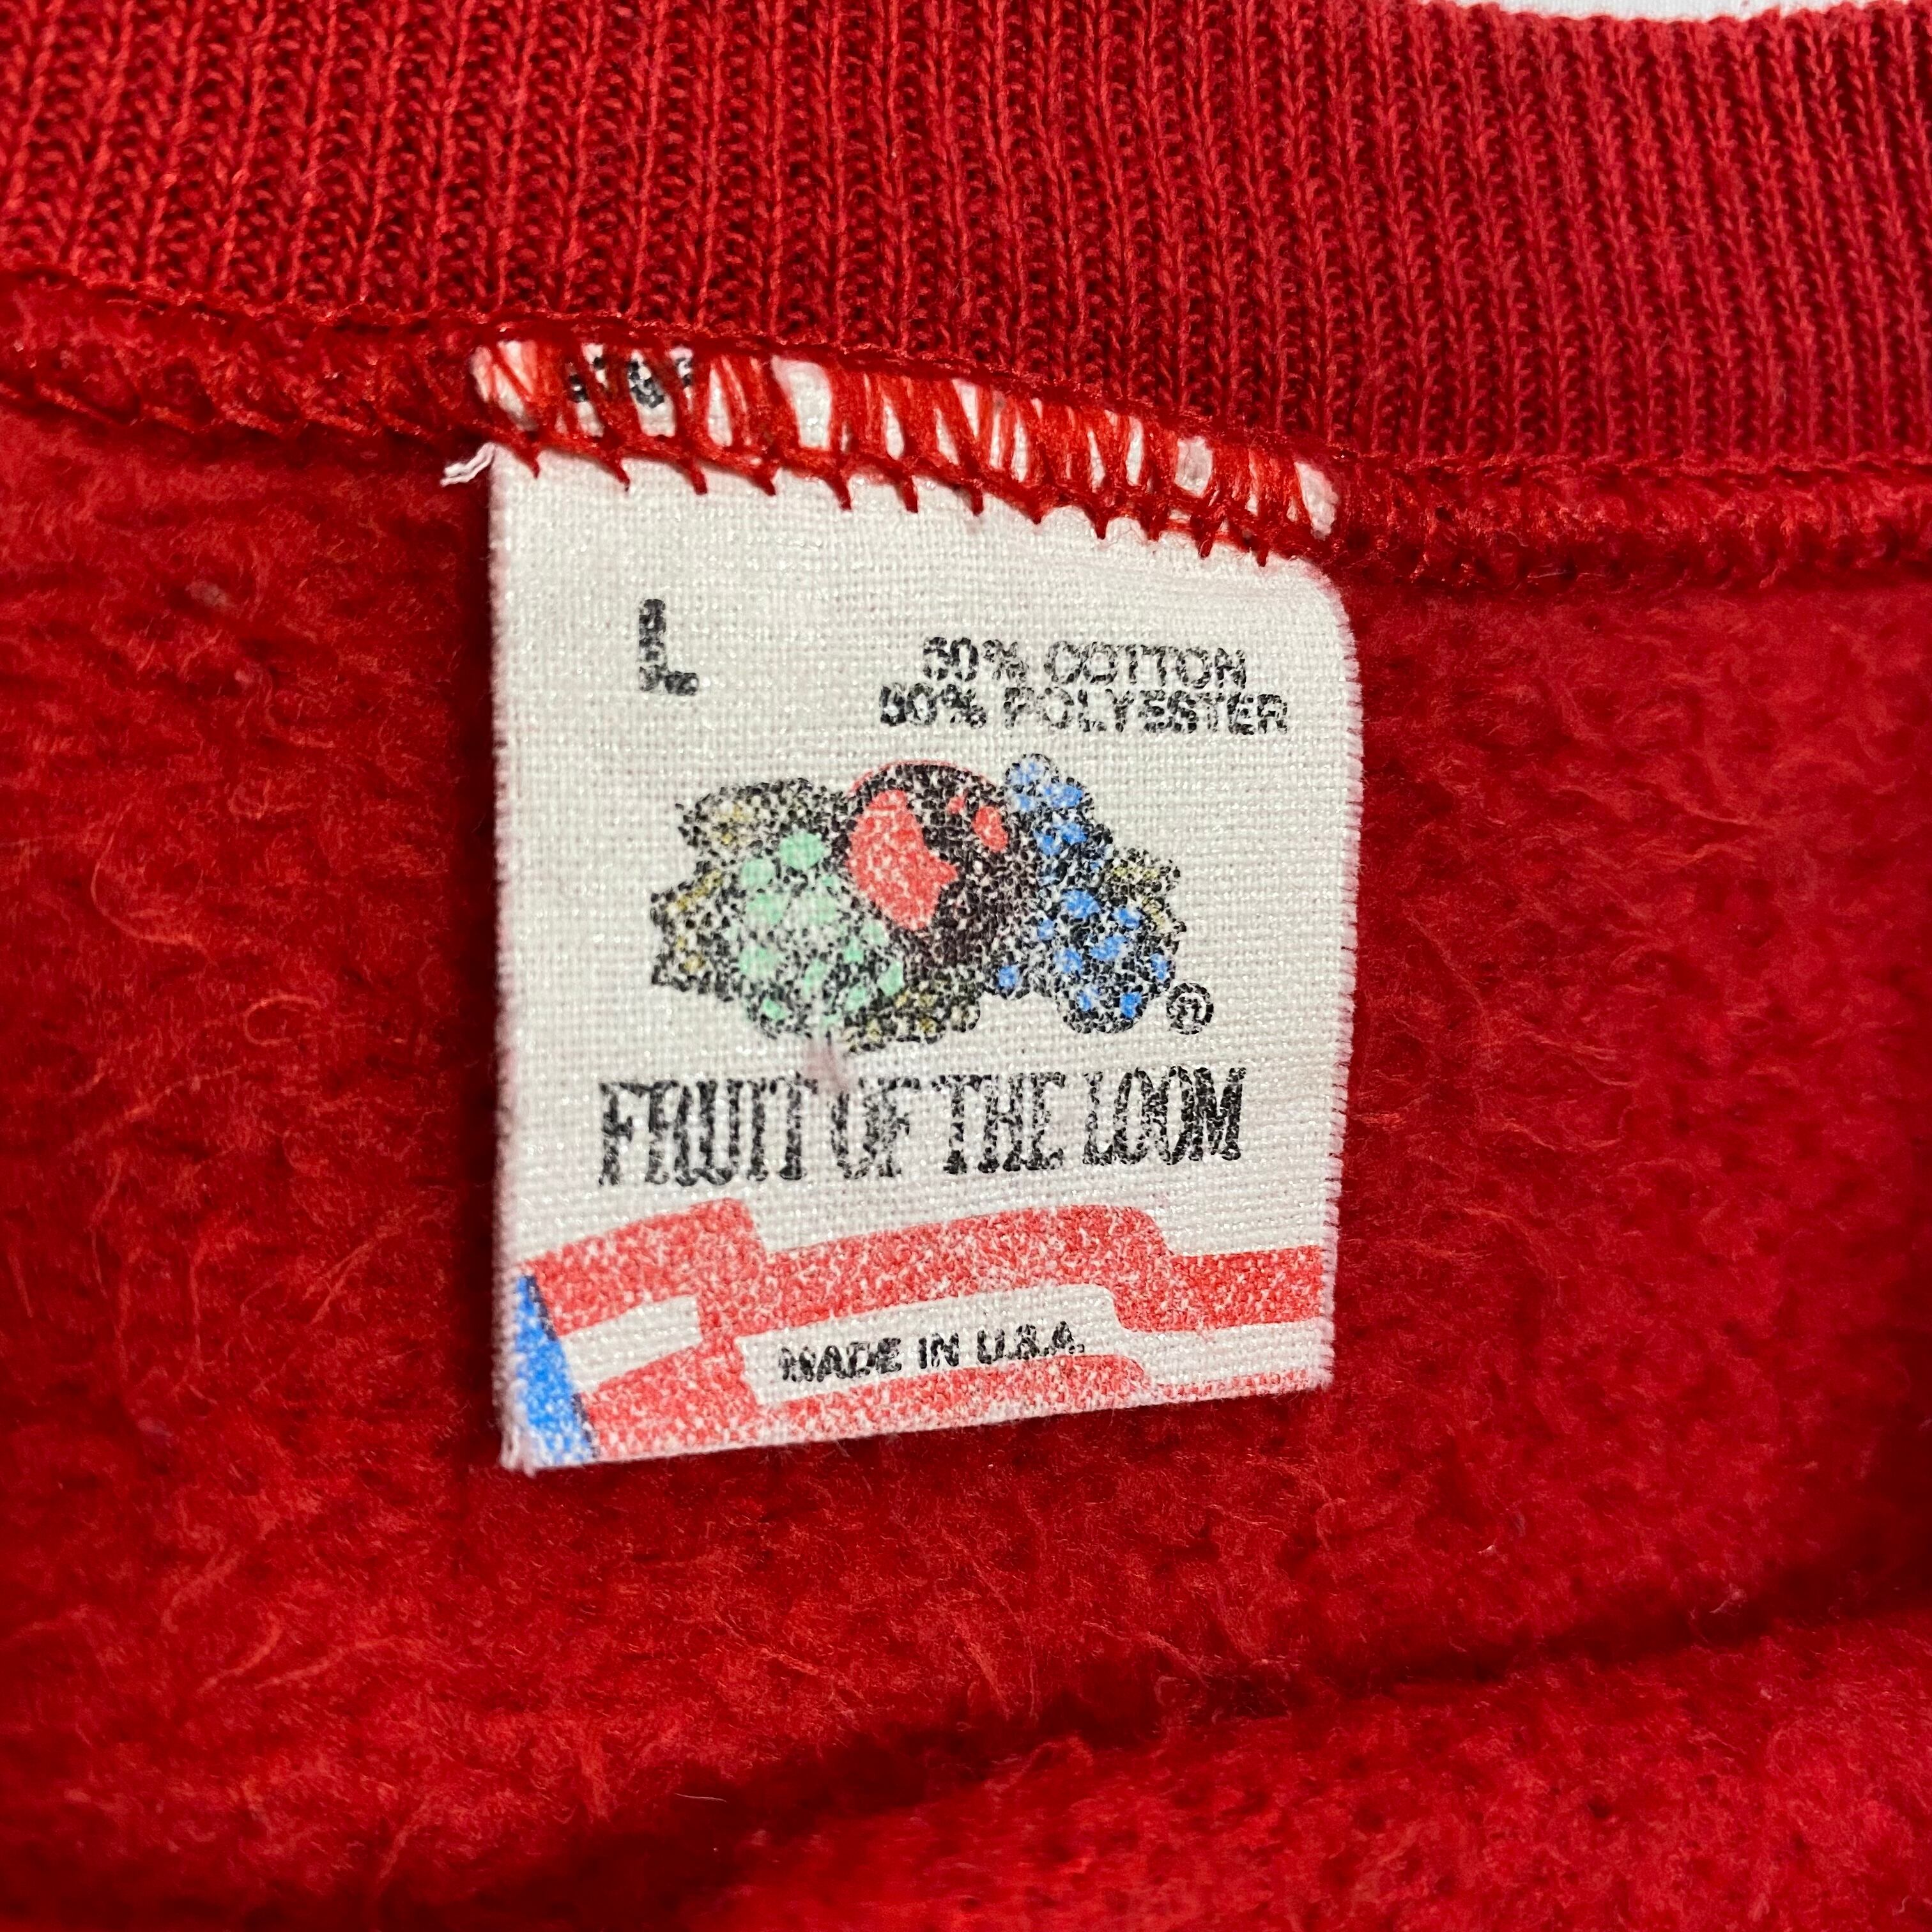 L
50% COTTON
50% POLYESTER
®
FRUIT OF THE LOOM
MADE IN U.S.A.